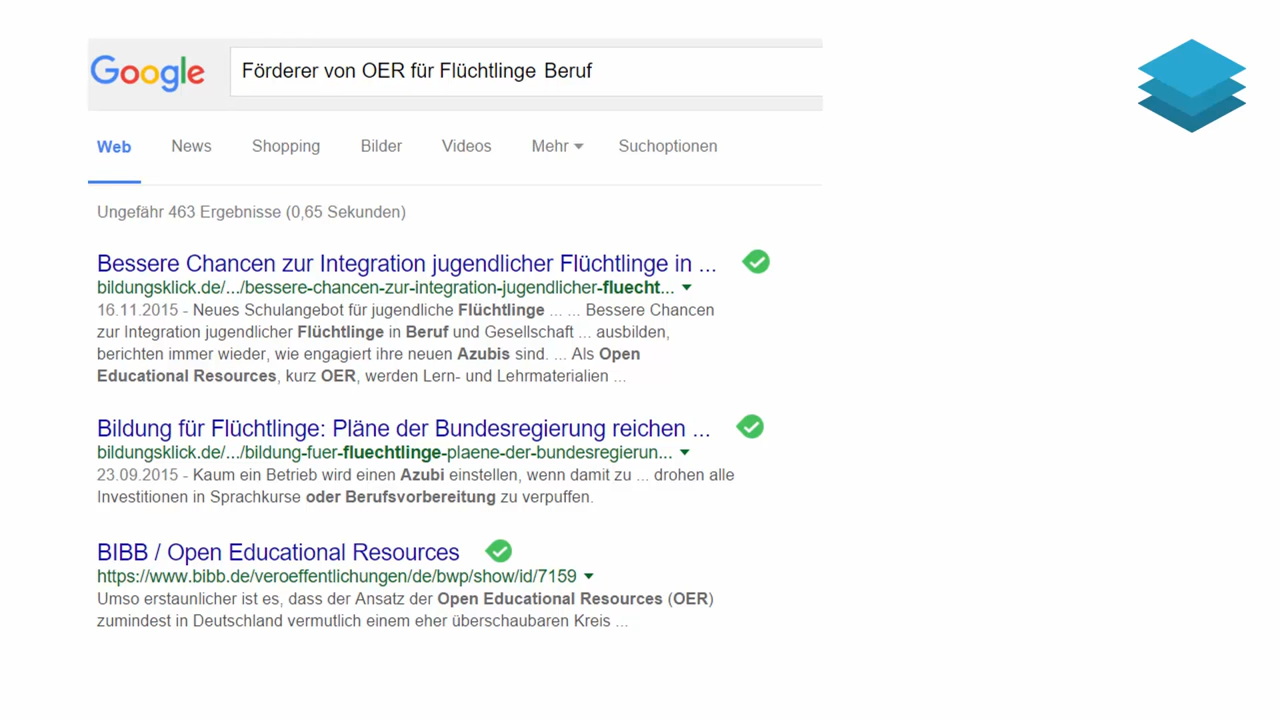 Google
Förderer von OER für Flüchtlinge Beruf
Web News Shopping Bilder Videos Mehr Suchoptionen
Ungefähr 463 Ergebnisse (0,65 Sekunden)
Bessere Chancen zur Integration jugendlicher Flüchtlinge in ...
bildungsklick.de/.../bessere-chancen-zur-integration-jugendlicher-fluecht...
16.11.2015 - Neues Schulangebot für jugendliche Flüchtlinge ... ... Bessere Chancen
zur Integration jugendlicher Flüchtlinge in Beruf und Gesellschaft ... ausbilden,
berichten immer wieder, wie engagiert ihre neuen Azubis sind. ... Als Open
Educational Resources, kurz OER, werden Lern- und Lehrmaterialien ...
Bildung für Flüchtlinge: Pläne der Bundesregierung reichen ...
bildungsklick.de/.../bildung-fuer-fluechtlinge-plaene-der-bundesregierun...
23.09.2015 - Kaum ein Betrieb wird einen Azubi einstellen, wenn damit zu ... drohen alle
Investitionen in Sprachkurse oder Berufsvorbereitung zu verpuffen.
BIBB / Open Educational Resources
https://www.bibb.de/veroeffentlichungen/de/bwp/show/id/7159
Umso erstaunlicher ist es, dass der Ansatz der Open Educational Resources (OER)
zumindest in Deutschland vermutlich einem eher überschaubaren Kreis ...